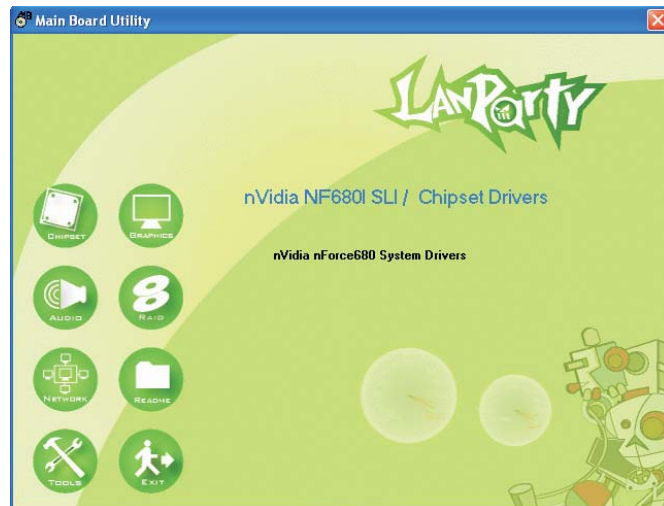 Main Board Utility
LANPARTY
nVidia NF680I SLI / Chipset Drivers
nVidia nForce680 System Drivers
CHIPSET
GRAPHICS
AUDIO
RAID
NETWORK
README
TOOLS
EXIT